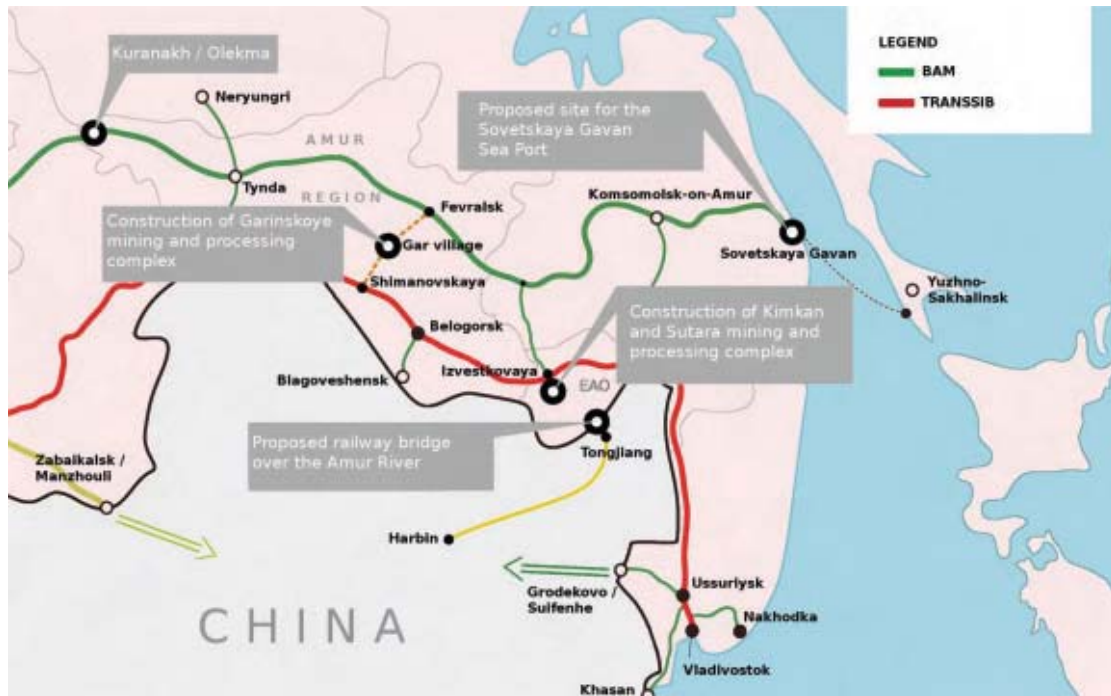 Kuranakh / Olekma
Neryungri
AMUR
REGION
Tynda
Fevralsk
Construction of Garinskoye
mining and processing
complex
Gar village
Shimanovskaya
Belogorsk
Blagoveshensk
Izvestkovaya
EAO
Proposed site for the
Sovetskaya Gavan
Sea Port
Komsomolsk-on-Amur
Sovetskaya Gavan
Yuzhno-
Sakhalinsk
LEGEND
BAM
TRANSSIB
Construction of Kimkan
and Sutara mining and
processing complex
Proposed railway bridge
over the Amur River
Tongjiang
Zabaikalsk /
Manzhouli
Harbin
CHINA
Grodekovo /
Suifenhe
Ussuriysk
Nakhodka
Vladivostok
Khasan